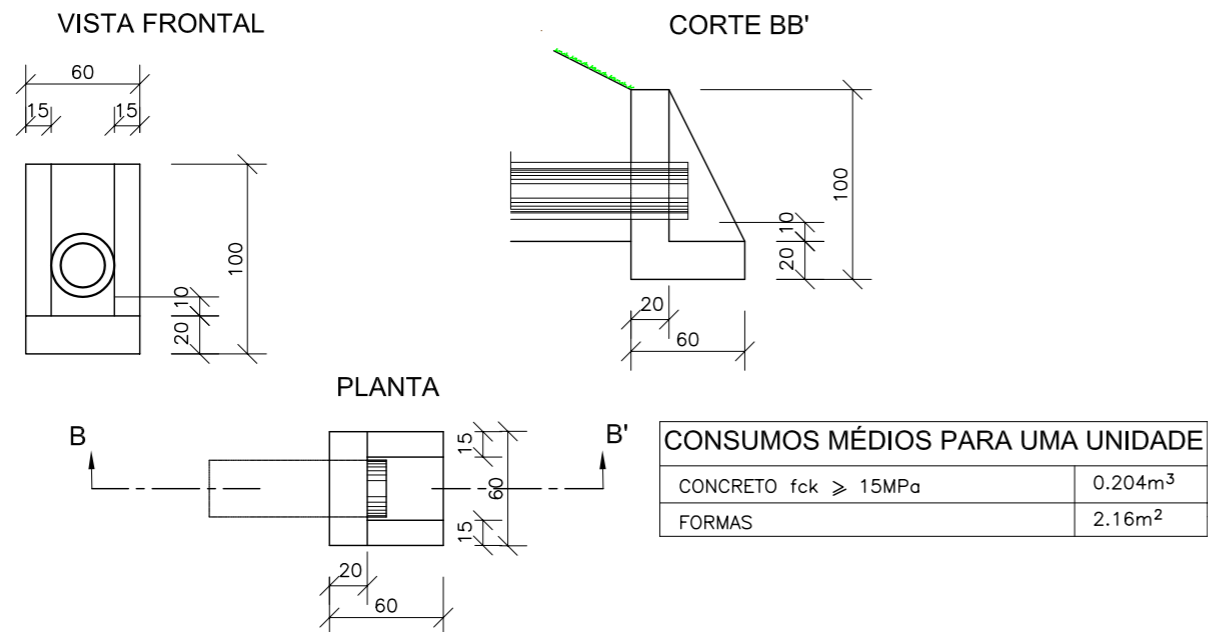 VISTA FRONTAL
60
15
15
100
10
20
CORTE BB'
100
10
20
20
60
PLANTA
B
B'
15
60
15
20
60
CONSUMOS MÉDIOS PARA UMA UNIDADE
CONCRETO fck ⩾ 15MPa 0.204m³
FORMAS 2.16m²